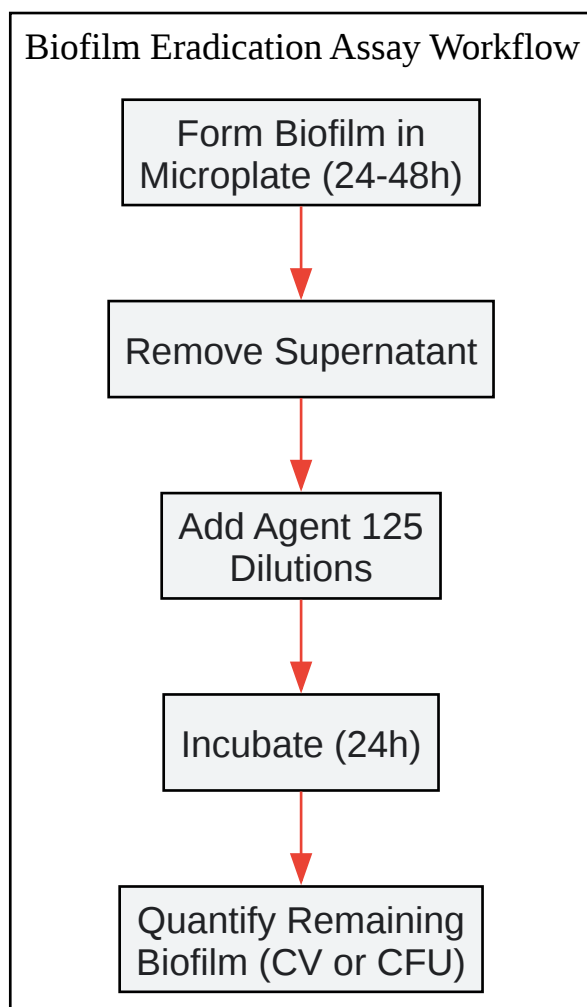 Biofilm Eradication Assay Workflow
Form Biofilm in
Microplate (24-48h)
Remove Supernatant
Add Agent 125
Dilutions
Incubate (24h)
Quantify Remaining
Biofilm (CV or CFU)